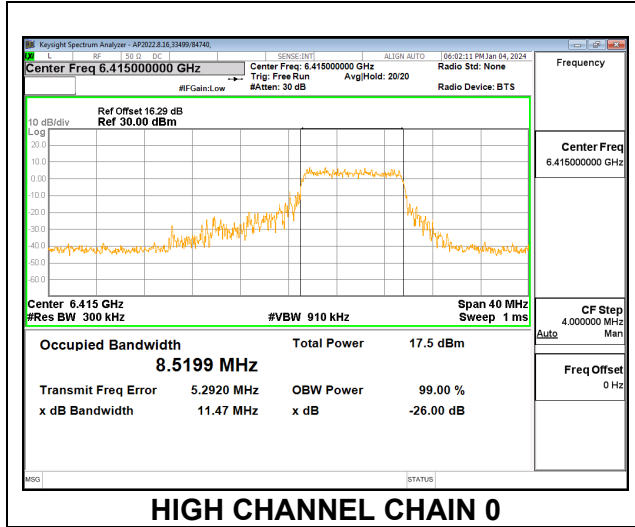 Keysight Spectrum Analyzer - AP2022.8.16,33499/84740,
LXI L RF 50 Ω DC SENSE:INT ALIGN AUTO 06:02:11 PM Jan 04, 2024
Center Freq 6.415000000 GHz Center Freq: 6.415000000 GHz Radio Std: None Frequency
Trig: Free Run Avg|Hold: 20/20
#IFGain:Low #Atten: 30 dB Radio Device: BTS
Ref Offset 16.29 dB
10 dB/div Ref 30.00 dBm
Log
20.0
10.0
0.00
-10.0
-20.0
-30.0
-40.0
-50.0
-60.0
Center Freq
6.415000000 GHz
Center 6.415 GHz Span 40 MHz
#Res BW 300 kHz #VBW 910 kHz Sweep 1 ms
CF Step
4.000000 MHz
Auto Man
Occupied Bandwidth Total Power 17.5 dBm
8.5199 MHz
Freq Offset
0 Hz
Transmit Freq Error 5.2920 MHz OBW Power 99.00 %
x dB Bandwidth 11.47 MHz x dB -26.00 dB
MSG STATUS
HIGH CHANNEL CHAIN 0